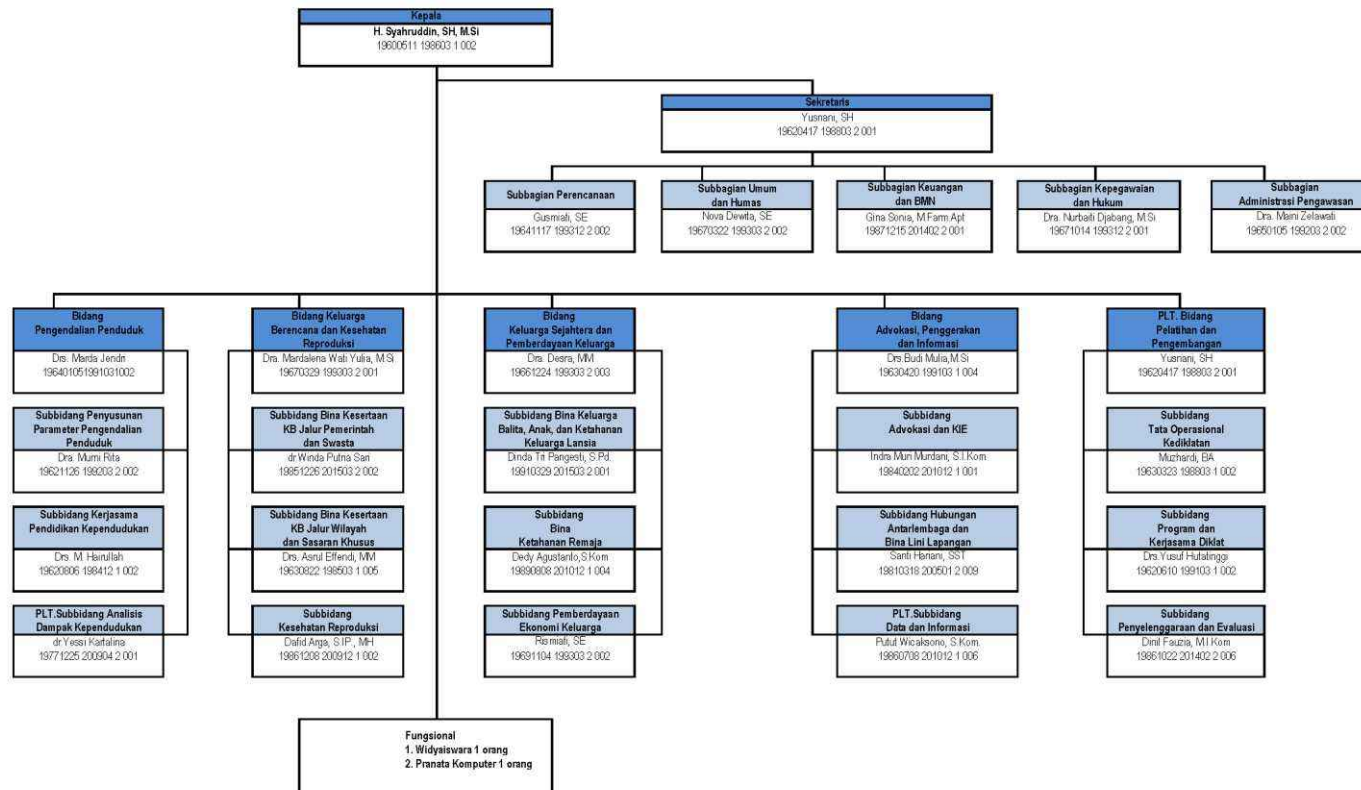 Kepala
H. Syahruddin, SH, M.Si
19600511 198603 1 002
Sekretaris
Yusnani, SH
19620417 198803 2 001
Subbagian Perencanaan
Gusmiati, SE
19641117 199312 2 002
Subbagian Umum
dan Humas
Nova Dewita, SE
19670322 199303 2 002
Subbagian Keuangan
dan BMN
Gina Sonia, M.Farm.Apt
19871215 201402 2 001
Subbagian Kepegawaian
dan Hukum
Dra. Nurbaiti Djabang, M.Si
19671014 199312 2 001
Subbagian
Administrasi Pengawasan
Dra. Maini Zelawati
19650105 199203 2 002
Bidang
Pengendalian Penduduk
Drs. Marda Jendri
196401051991031002
Subbidang Penyusunan
Parameter Pengendalian
Penduduk
Dra. Murni Rita
19621126 199203 2 002
Subbidang Kerjasama
Pendidikan Kependudukan
Drs. M. Hairullah
19620806 198412 1 002
PLT.Subbidang Analisis
Dampak Kependudukan
dr.Yessi Kartalina
19771225 200904 2 001
Bidang Keluarga
Berencana dan Kesehatan
Reproduksi
Dra. Mardalena Wati Yulia, M.Si
19670329 199303 2 001
Subbidang Bina Kesertaan
KB Jalur Pemerintah
dan Swasta
dr.Winda Putria Sari
19851226 201503 2 002
Subbidang Bina Kesertaan
KB Jalur Wilayah
dan Sasaran Khusus
Drs. Asrul Effendi, MM
19630822 198503 1 005
Subbidang
Kesehatan Reproduksi
Dafid Arga, S.IP , MH
19861208 200912 1 002
Bidang
Keluarga Sejahtera dan
Pemberdayaan Keluarga
Dra. Desra, MM
19661224 199303 2 003
Subbidang Bina Keluarga
Balita, Anak, dan Ketahanan
Keluarga Lansia
Dinda Tri Pangesti, S.Pd.
19910329 201503 2 001
Subbidang
Bina
Ketahanan Remaja
Dedy Agustanto,S.Kom
19890808 201012 1 004
Subbidang Pemberdayaan
Ekonomi Keluarga
Rismiati, SE
19691104 199303 2 002
Bidang
Advokasi, Penggerakan
dan Informasi
Drs.Budi Mulia,M.Si
19630420 199103 1 004
Subbidang
Advokasi dan KIE
Indra Muri Murdani, S.I.Kom
19840202 201012 1 001
Subbidang Hubungan
Antarlembaga dan
Bina Lini Lapangan
Santi Hariani, SST
19810318 200501 2 009
PLT.Subbidang
Data dan Informasi
Putut Wicaksono, S.Kom.
19860708 201012 1 006
PLT. Bidang
Pelatihan dan
Pengembangan
Yusnani, SH
19620417 198803 2 001
Subbidang
Tata Operasional
Kediklatan
Muzhardi, BA
19630323 198803 1 002
Subbidang
Program dan
Kerjasama Diklat
Drs.Yusuf Hutatinggi
19620610 199103 1 002
Subbidang
Penyelenggaraan dan Evaluasi
Dinil Fauzia, M.I.Kom
19861022 201402 2 006
Fungsional
1. Widyaiswara 1 orang
2. Pranata Komputer 1 orang